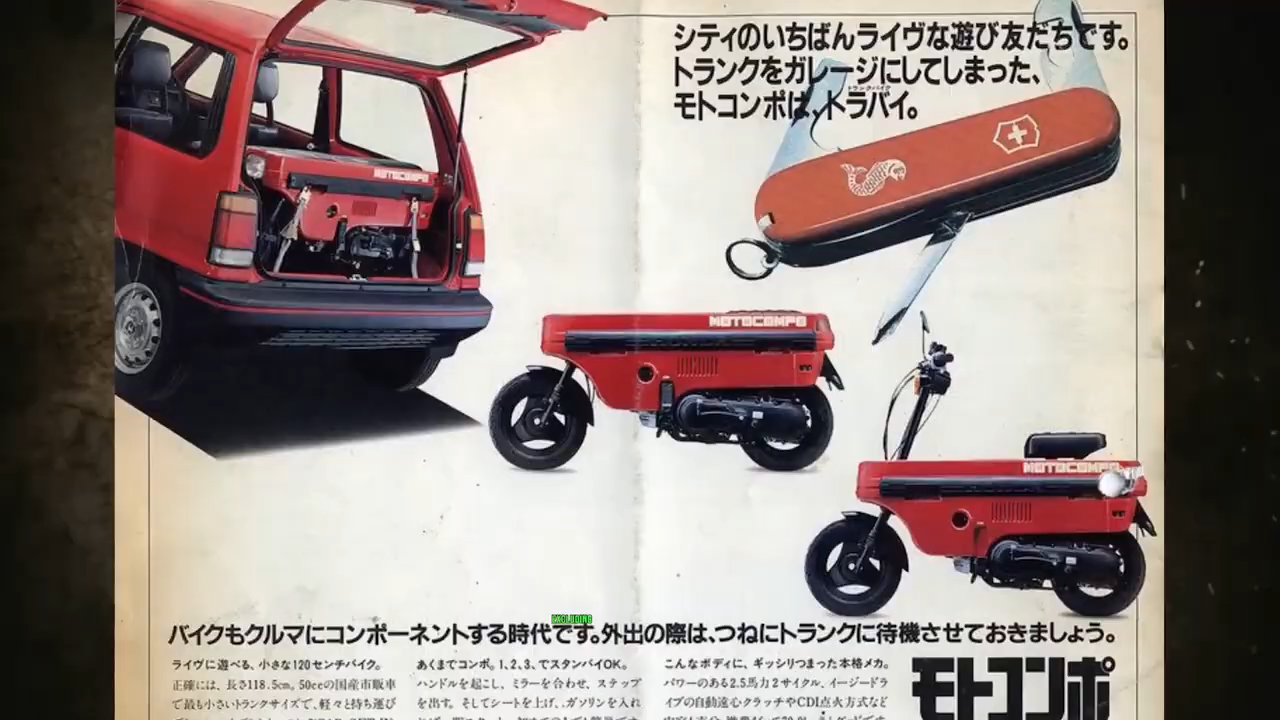 シティのいちばんライヴな遊び友だちです。
トランクをガレージにしてしまった、
トランクバイク
モトコンポは、トラバイ。
MOTOCOMPO
MOTOCOMPO
MOTOCOMPO
EXCLUDING
バイクもクルマにコンポーネントする時代です。外出の際は、つねにトランクに待機させておきましょう。
ライヴに遊べる、小さな120センチバイク。
正確には、長さ118.5cm。50ccの国産市販車
で最も小さいトランクサイズで、軽々と持ち運び
あくまでコンポ。1、2、3、でスタンバイOK。
ハンドルを起こし、ミラーを合わせ、ステップ
を出す。そしてシートを上げ、ガソリンを入れ
こんなボディに、ギッシリつまった本格メカ。
パワーのある2.5馬力2サイクル、イージードラ
イブの自動遠心クラッチやCDI点火方式など
モトコンポ